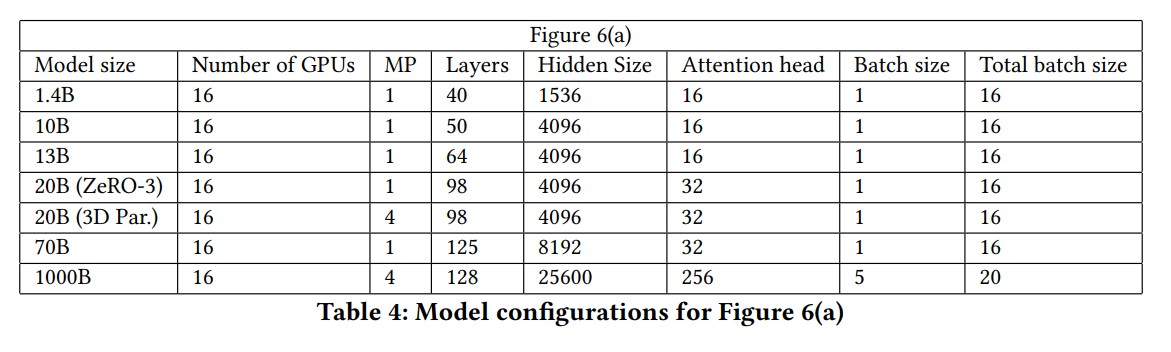 Figure 6(a)
Model size Number of GPUs MP Layers Hidden Size Attention head Batch size Total batch size
1.4B 16 1 40 1536 16 1 16
10B 16 1 50 4096 16 1 16
13B 16 1 64 4096 16 1 16
20B (ZeRO-3) 16 1 98 4096 32 1 16
20B (3D Par.) 16 4 98 4096 32 1 16
70B 16 1 125 8192 32 1 16
1000B 16 4 128 25600 256 5 20
Table 4: Model configurations for Figure 6(a)